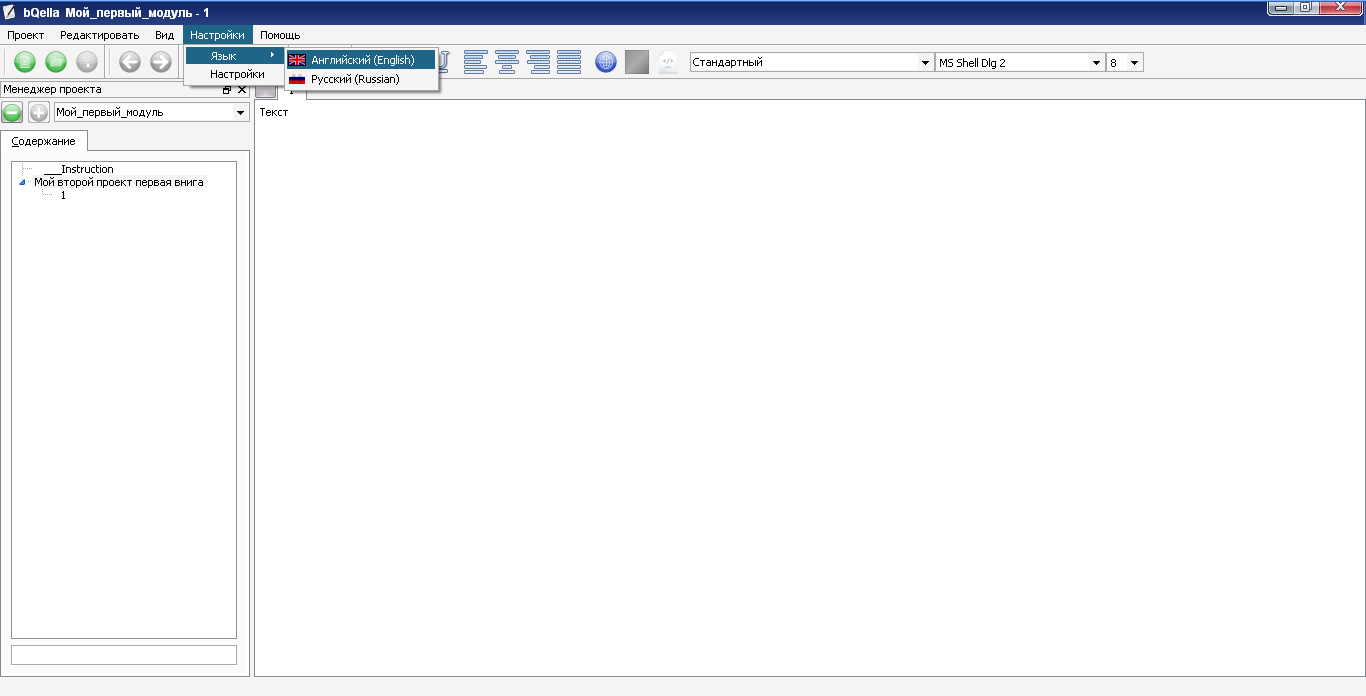 bQella Мой_первый_модуль - 1
Проект Редактировать Вид Настройки Помощь
Язык
Английский (English)
Настройки
Русский (Russian)
Стандартный
MS Shell Dlg 2
8
Менеджер проекта
Мой_первый_модуль
Содержание
Текст
___Instruction
Мой второй проект первая внига
1